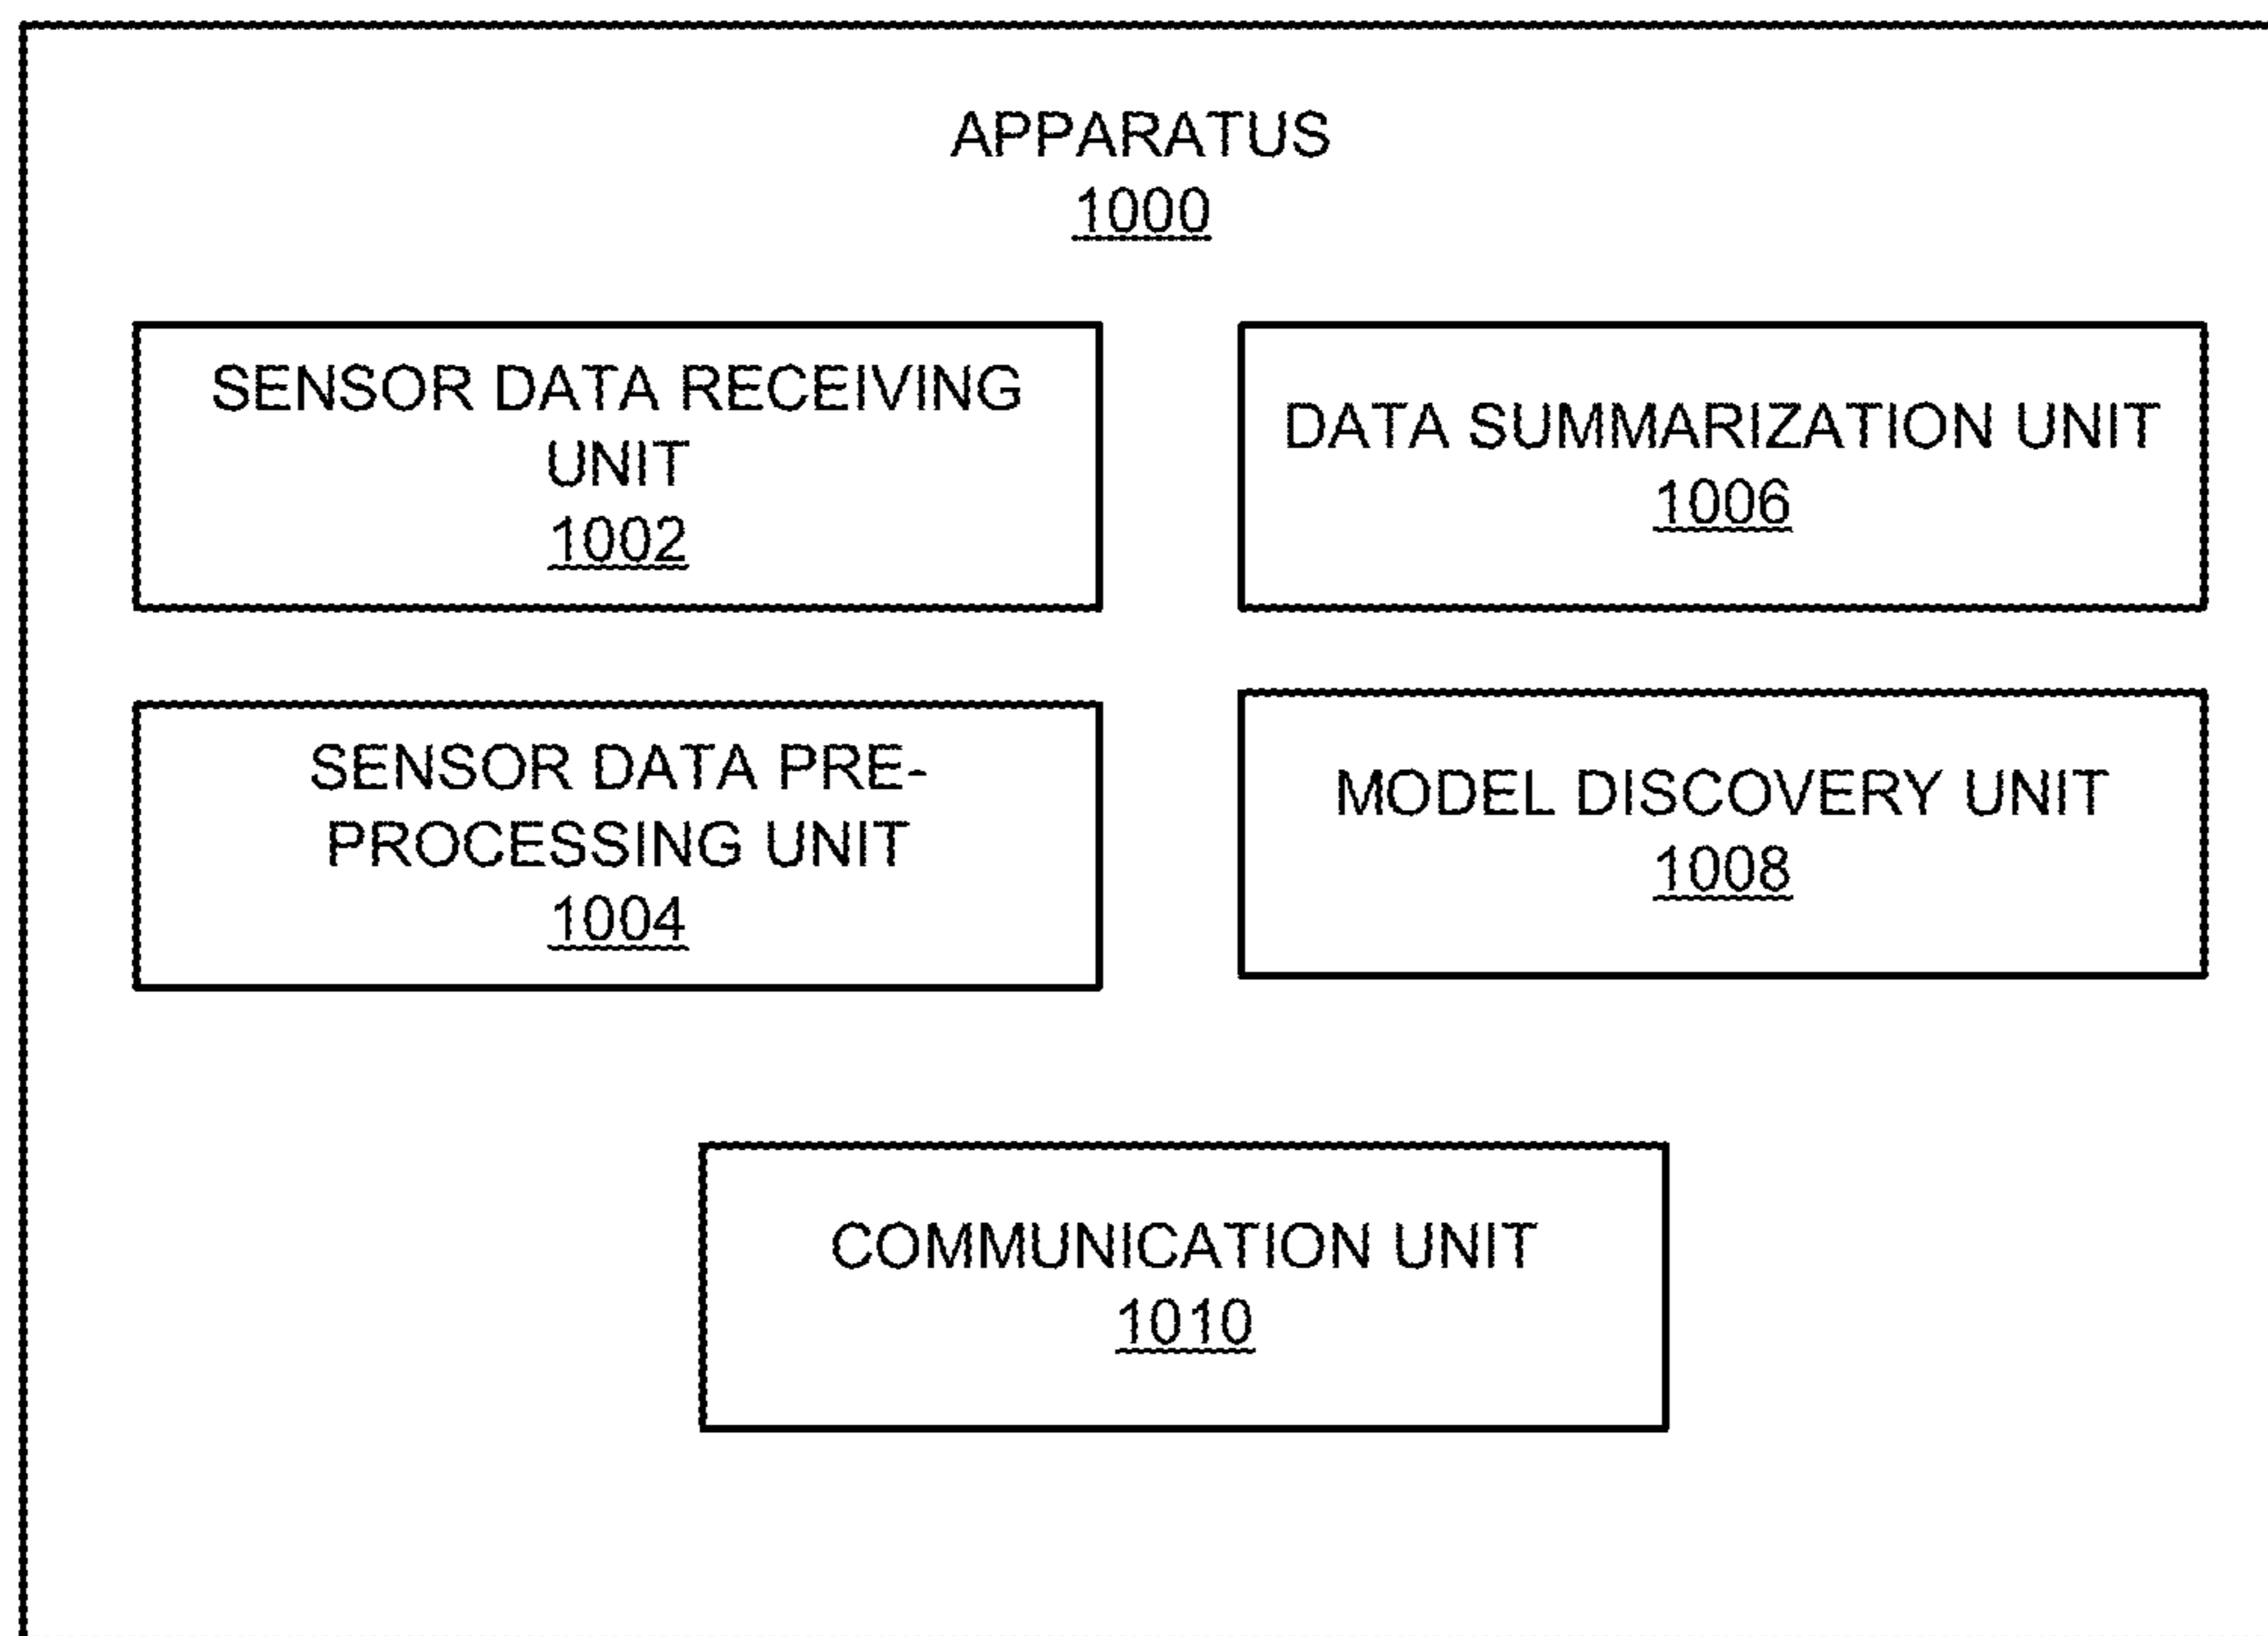 APPARATUS
1000
SENSOR DATA RECEIVING
UNIT
1002
DATA SUMMARIZATION UNIT
1006
SENSOR DATA PRE-
PROCESSING UNIT
1004
MODEL DISCOVERY UNIT
1008
COMMUNICATION UNIT
1010